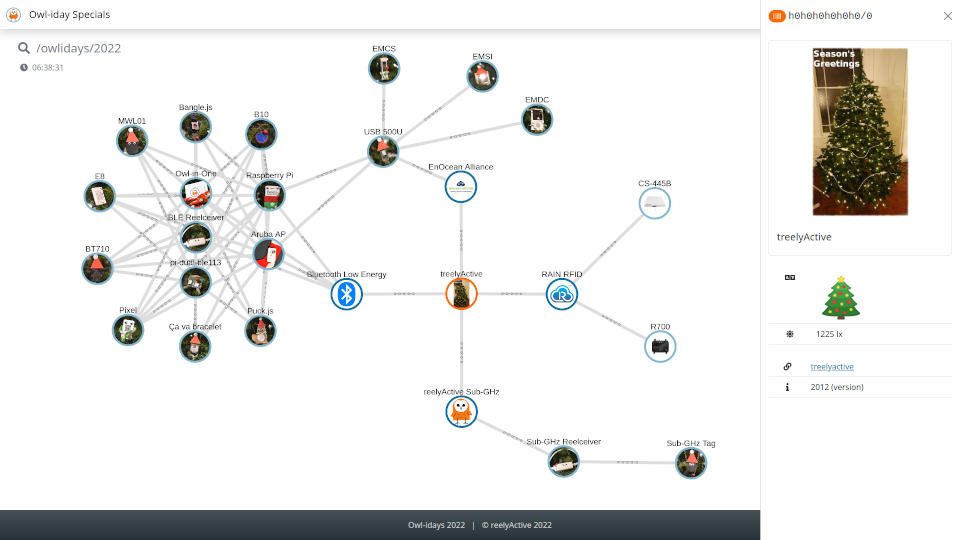 Owl-iday Specials
/owlidays/2022
06:38:31
EMCS
EMSI
EMDC
Bangle.js
B10
MWL01
USB 500U
EnOcean Alliance
Owl-in-One
Raspberry Pi
E8
CS-445B
BLE Reelceiver
Aruba AP
BT710
Bluetooth Low Energy
treelyActive
RAIN RFID
Pixel
Puck.js
Ça va bracelet
R700
reelyActive Sub-GHz
Sub-GHz Reelceiver
Sub-GHz Tag
Owl-idays 2022 | © reelyActive 2022
h0h0h0h0h0h0/0
Season's
Greetings
treelyActive
1225 lx
treelyactive
2012 (version)